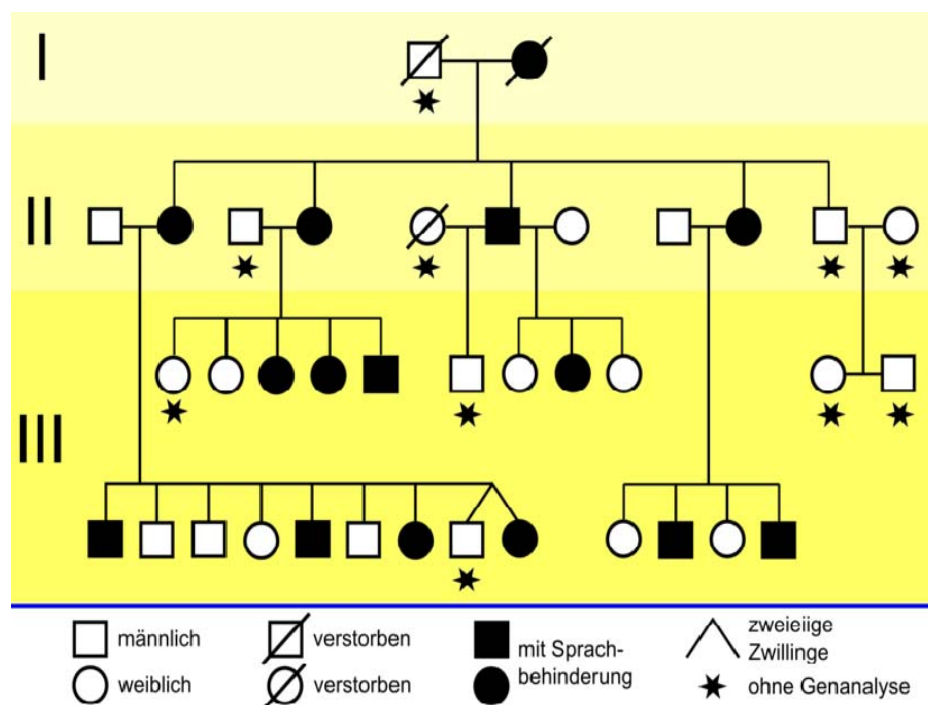 I
II
III
männlich
verstorben
mit Sprach-
behinderung
zweieiige
Zwillinge
weiblich
verstorben
ohne Genanalyse